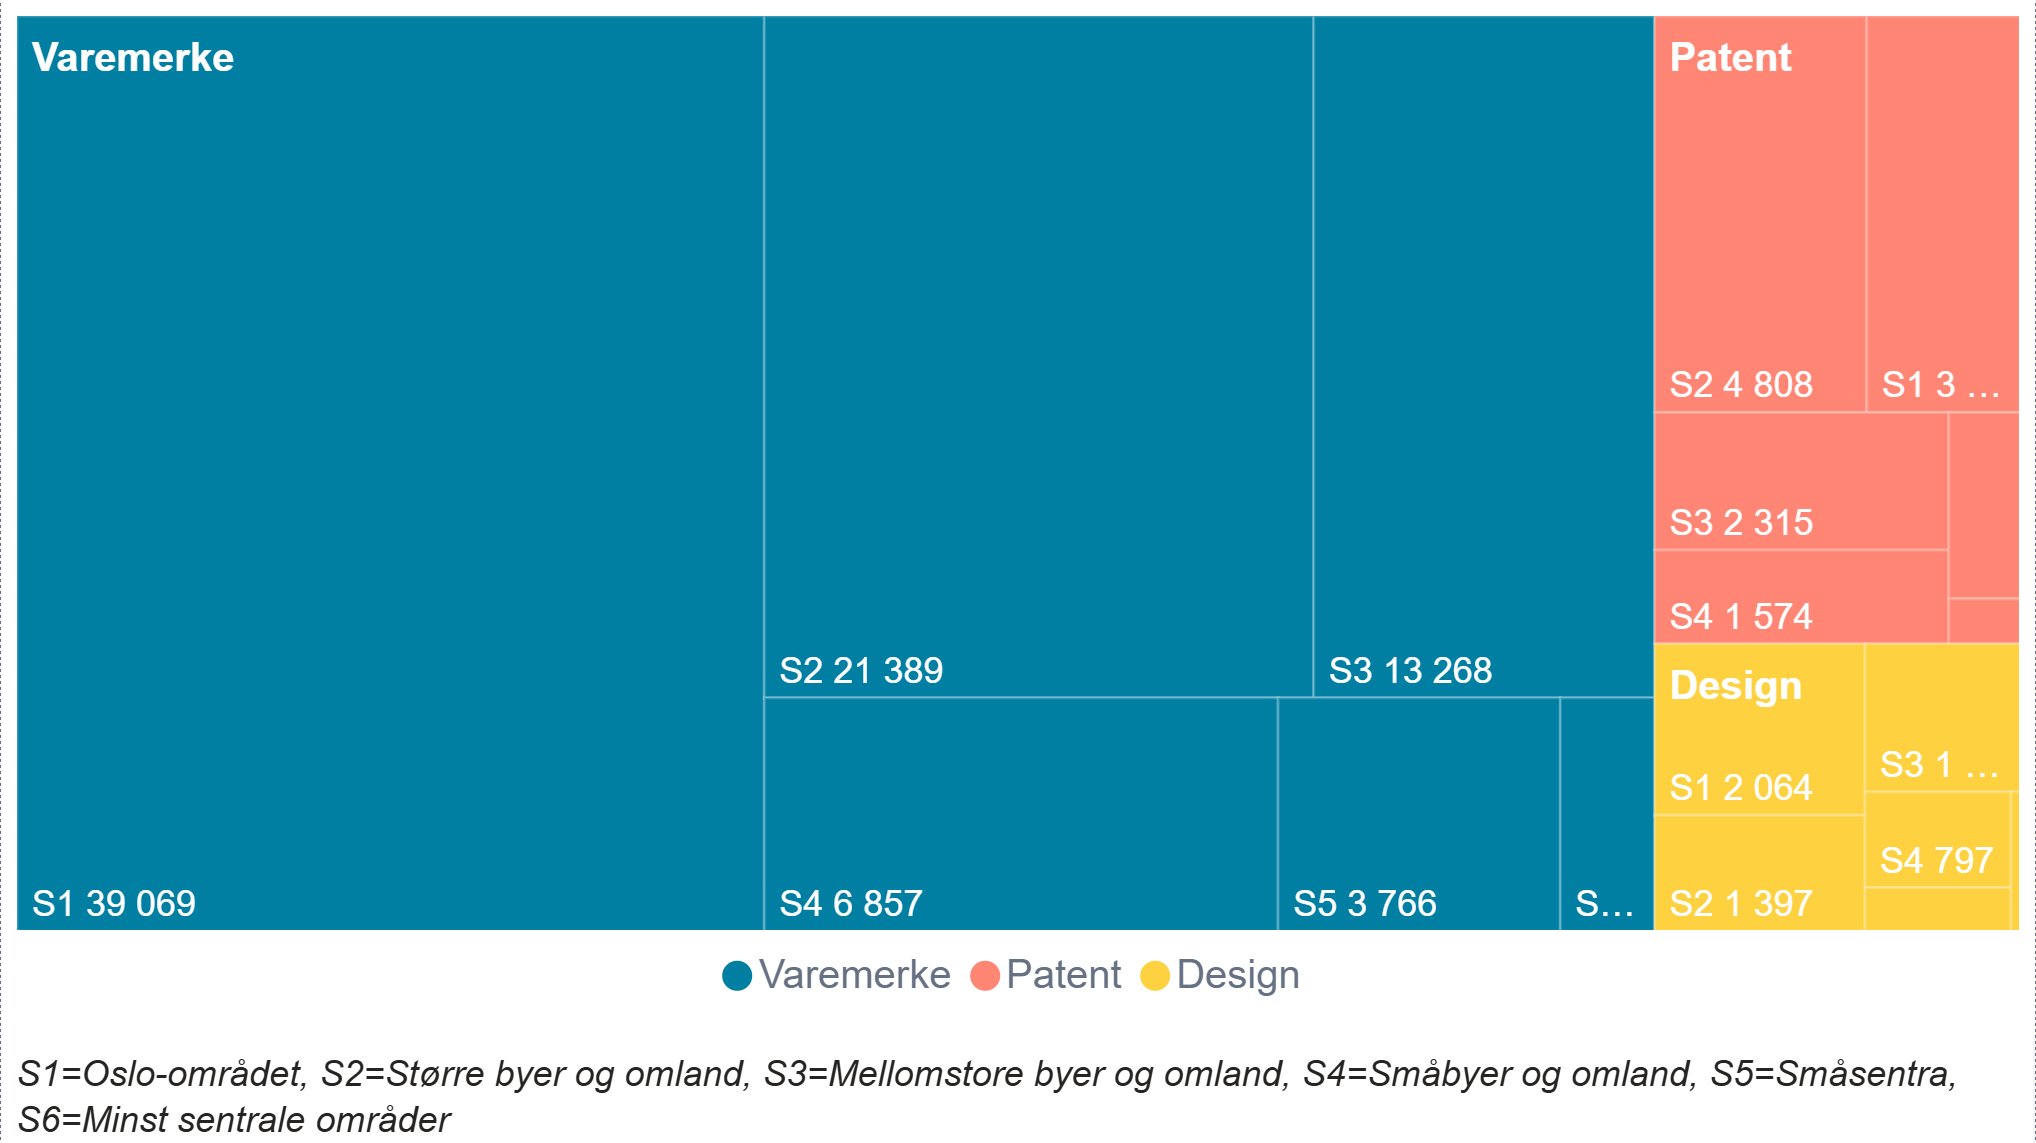 Varemerke
Patent
S2 4 808
S1 3 …
S3 2 315
S4 1 574
S2 21 389
S3 13 268
Design
S3 1 …
S1 2 064
S4 797
S1 39 069
S4 6 857
S5 3 766
S…
S2 1 397
Varemerke Patent Design
S1=Oslo-området, S2=Større byer og omland, S3=Mellomstore byer og omland, S4=Småbyer og omland, S5=Småsentra,
S6=Minst sentrale områder